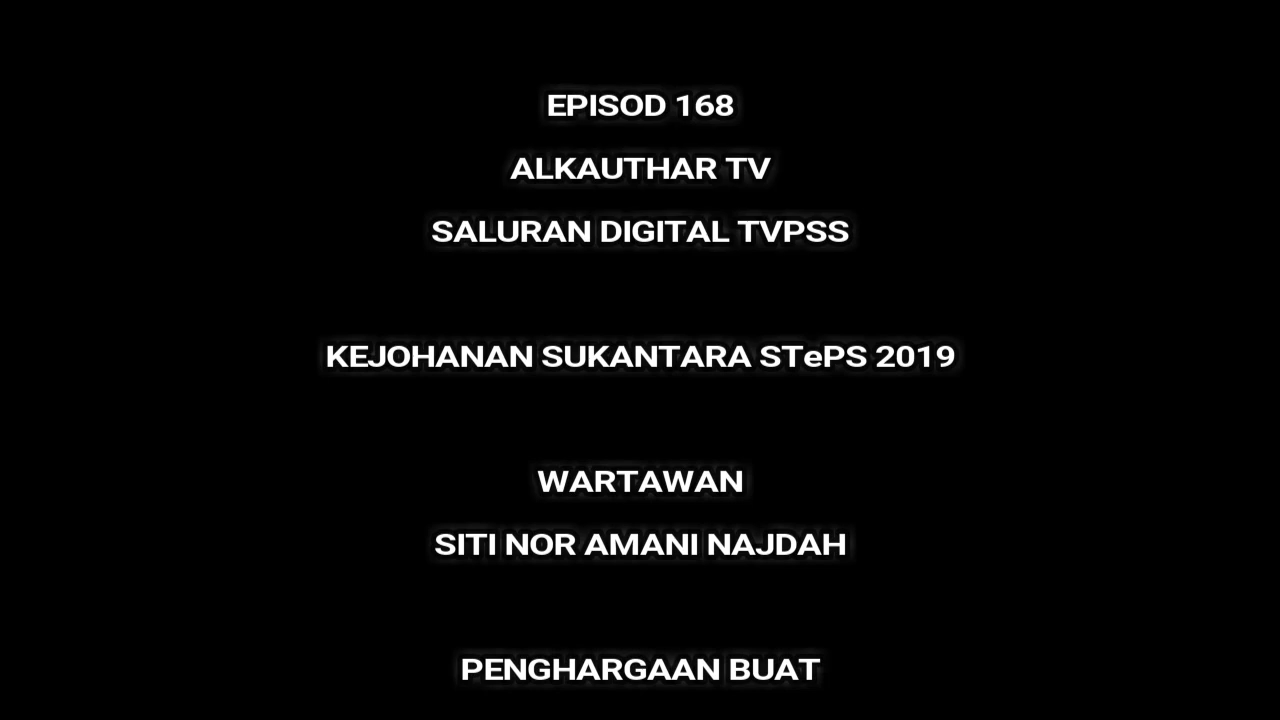 EPISOD 168
ALKAUTHAR TV
SALURAN DIGITAL TVPSS
KEJOHANAN SUKANTARA STePS 2019
WARTAWAN
SITI NOR AMANI NAJDAH
PENGHARGAAN BUAT